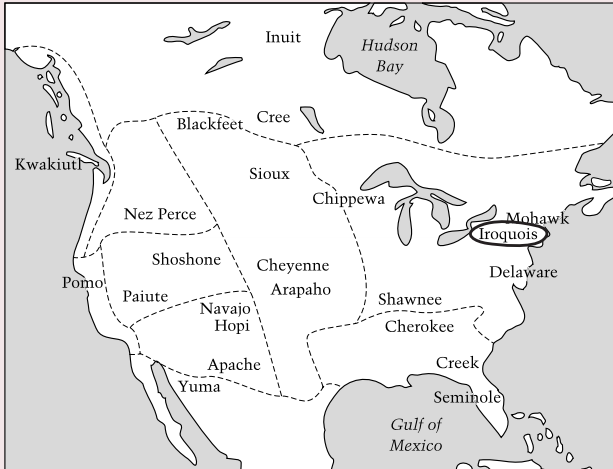 Inuit
Hudson
Bay
Cree
Blackfeet
Kwakiutl
Sioux
Chippewa
Nez Perce
Mohawk
Iroquois
Shoshone
Cheyenne
Delaware
Pomo
Arapaho
Paiute
Shawnee
Navajo
Hopi
Cherokee
Apache
Creek
Yuma
Seminole
Gulf of
Mexico